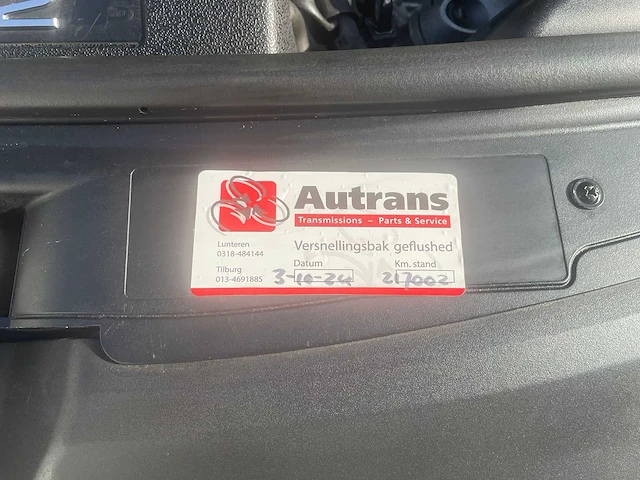 Autrans
Transmissions – Parts & Service
Lunteren
0318-484144
Versnellingsbak geflushed
Datum Km. stand
Tilburg
013-4691885
3-10-24 217002